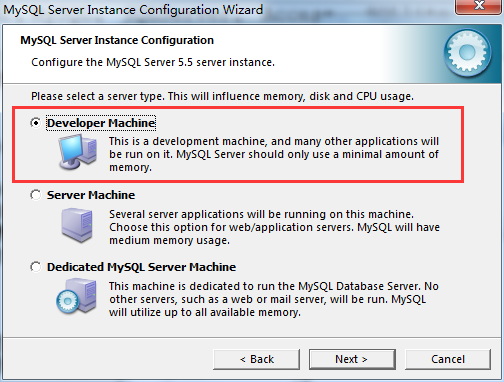 MySQL Server Instance Configuration Wizard
MySQL Server Instance Configuration
Configure the MySQL Server 5.5 server instance.
Please select a server type. This will influence memory, disk and CPU usage.
Developer Machine
This is a development machine, and many other applications will
be run on it. MySQL Server should only use a minimal amount of
memory.
Server Machine
Several server applications will be running on this machine.
Choose this option for web/application servers. MySQL will have
medium memory usage.
Dedicated MySQL Server Machine
This machine is dedicated to run the MySQL Database Server. No
other servers, such as a web or mail server, will be run. MySQL
will utilize up to all available memory.
< Back
Next >
Cancel